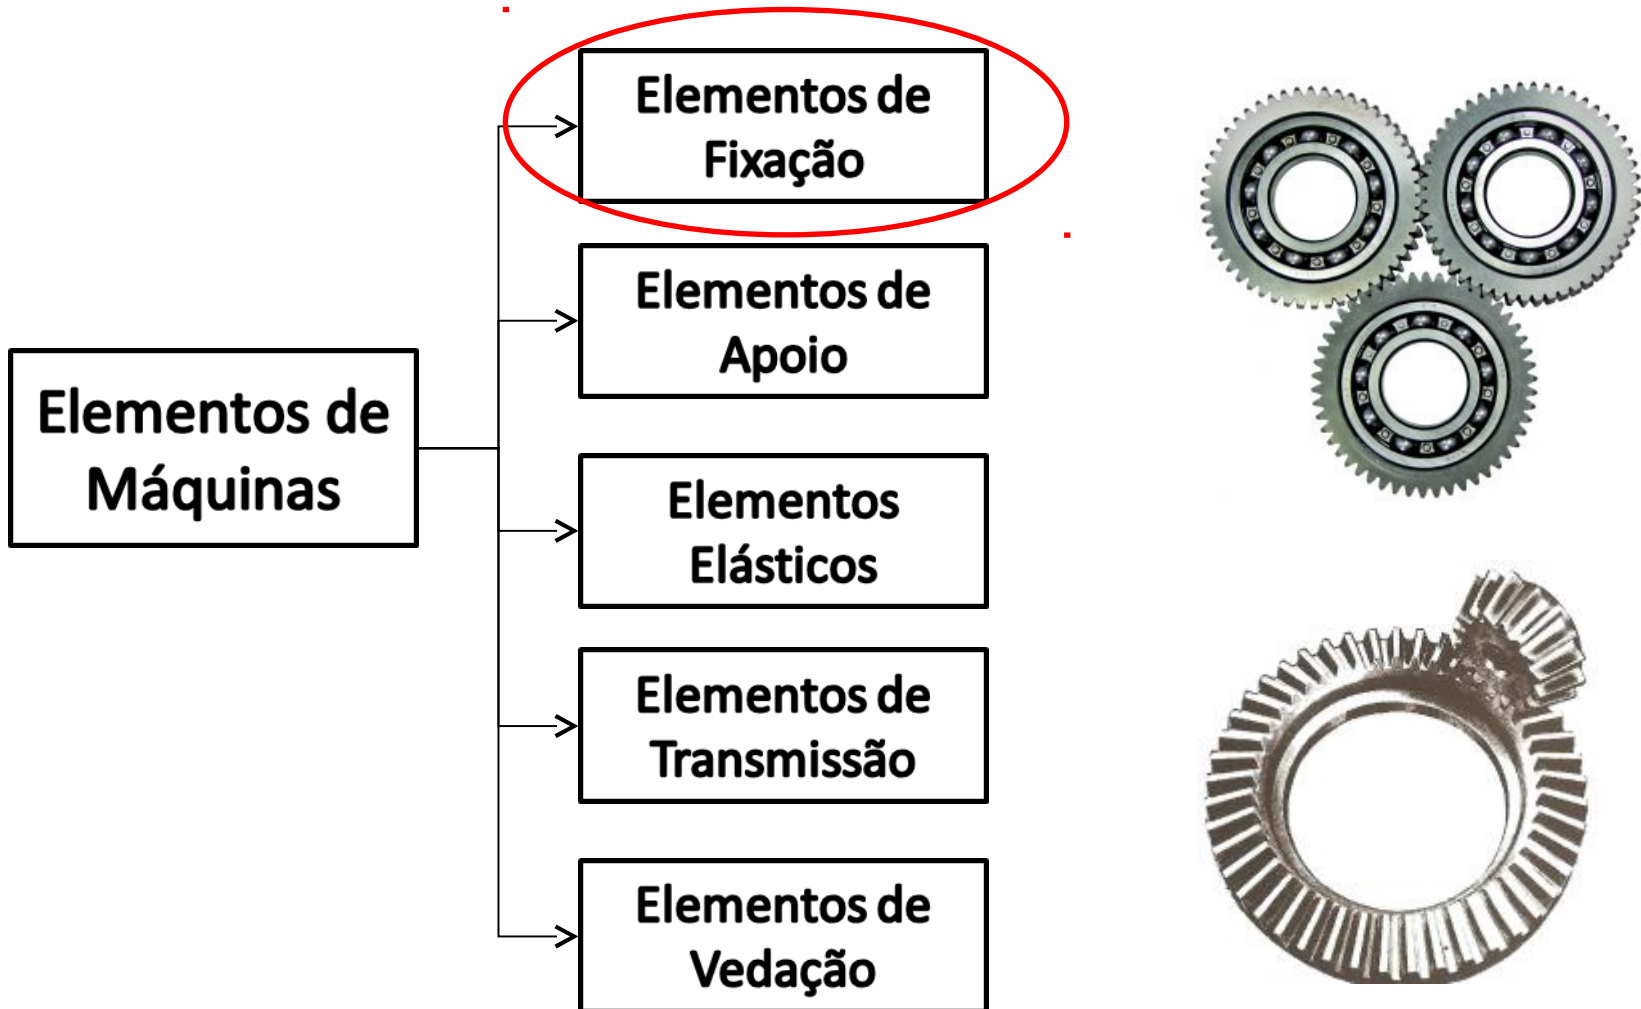 Elementos de
Máquinas
Elementos de
Fixação
Elementos de
Apoio
Elementos
Elásticos
Elementos de
Transmissão
Elementos de
Vedação